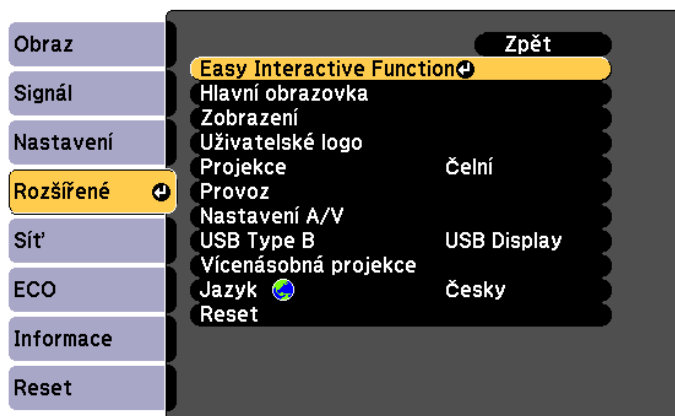 Obraz
Signál
Nastavení
Rozšířené
Síť
ECO
Informace
Reset
Zpět
Easy Interactive Function
Hlavní obrazovka
Zobrazení
Uživatelské logo
Projekce Čelní
Provoz
Nastavení A/V
USB Type B USB Display
Vícenásobná projekce
Jazyk Česky
Reset